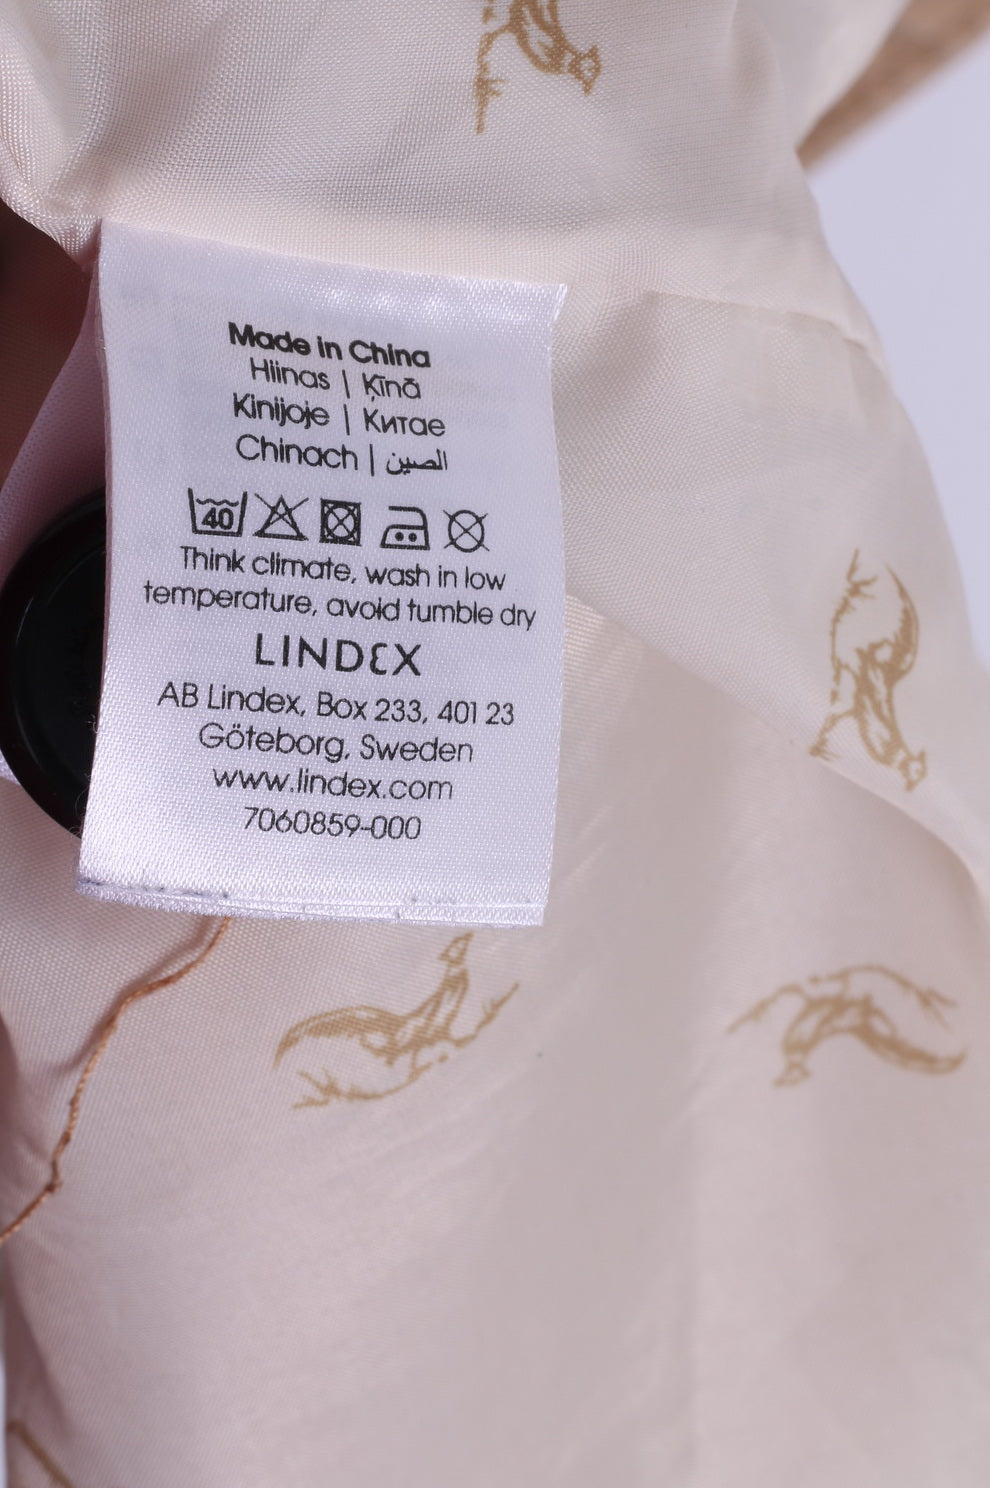 Made in China
Hiinas | Ķīnā
Kinijoje | Китае
Chinach | الصين
40
Think climate, wash in low
temperature, avoid tumble dry
LINDEX
AB Lindex, Box 233, 401 23
Göteborg, Sweden
www.lindex.com
7060859-000